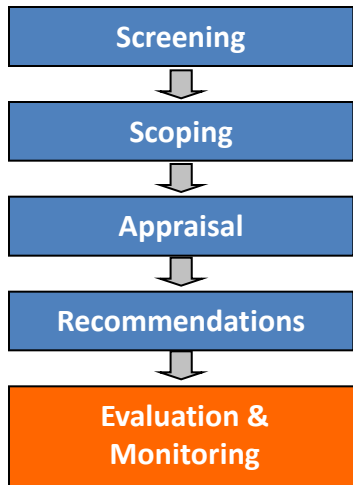 Screening
Scoping
Appraisal
Recommendations
Evaluation &
Monitoring